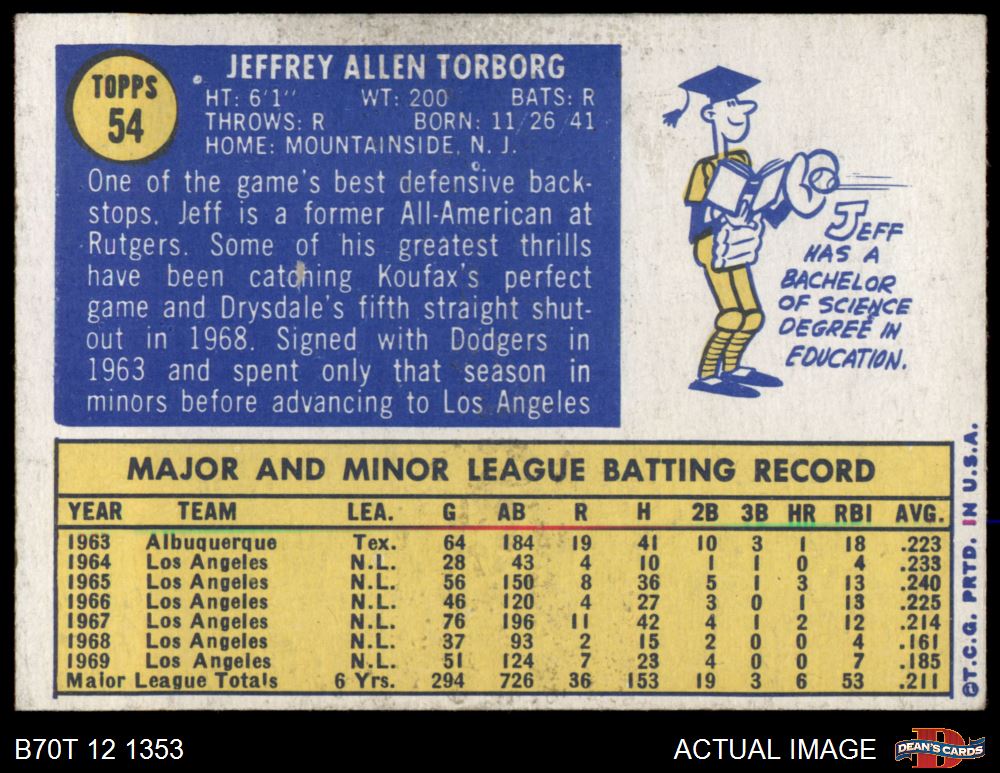 TOPPS
54
JEFFREY ALLEN TORBORG
HT: 6'1" WT: 200 BATS: R
THROWS: R BORN: 11/26/41
HOME: MOUNTAINSIDE, N. J.
One of the game's best defensive back-
stops. Jeff is a former All-American at
Rutgers. Some of his greatest thrills
have been catching Koufax's perfect
game and Drysdale's fifth straight shut-
out in 1968. Signed with Dodgers in
1963 and spent only that season in
minors before advancing to Los Angeles
JEFF
HAS A
BACHELOR
OF SCIENCE
DEGREE IN
EDUCATION.
MAJOR AND MINOR LEAGUE BATTING RECORD
YEAR TEAM LEA. G AB R H 2B 3B HR RBI AVG.
1963 Albuquerque Tex. 64 184 19 41 10 3 1 18 .223
1964 Los Angeles N.L. 28 43 4 10 1 1 0 4 .233
1965 Los Angeles N.L. 56 150 8 36 5 1 3 13 .240
1966 Los Angeles N.L. 46 120 4 27 3 0 1 13 .225
1967 Los Angeles N.L. 76 196 11 42 4 1 2 12 .214
1968 Los Angeles N.L. 37 93 2 15 2 0 0 4 .161
1969 Los Angeles N.L. 51 124 7 23 4 0 0 7 .185
Major League Totals 6 Yrs. 294 726 36 153 19 3 6 53 .211
©T.C.G. PRTD. IN U.S.A.
B70T 12 1353
ACTUAL IMAGE
D
DEAN'S CARDS